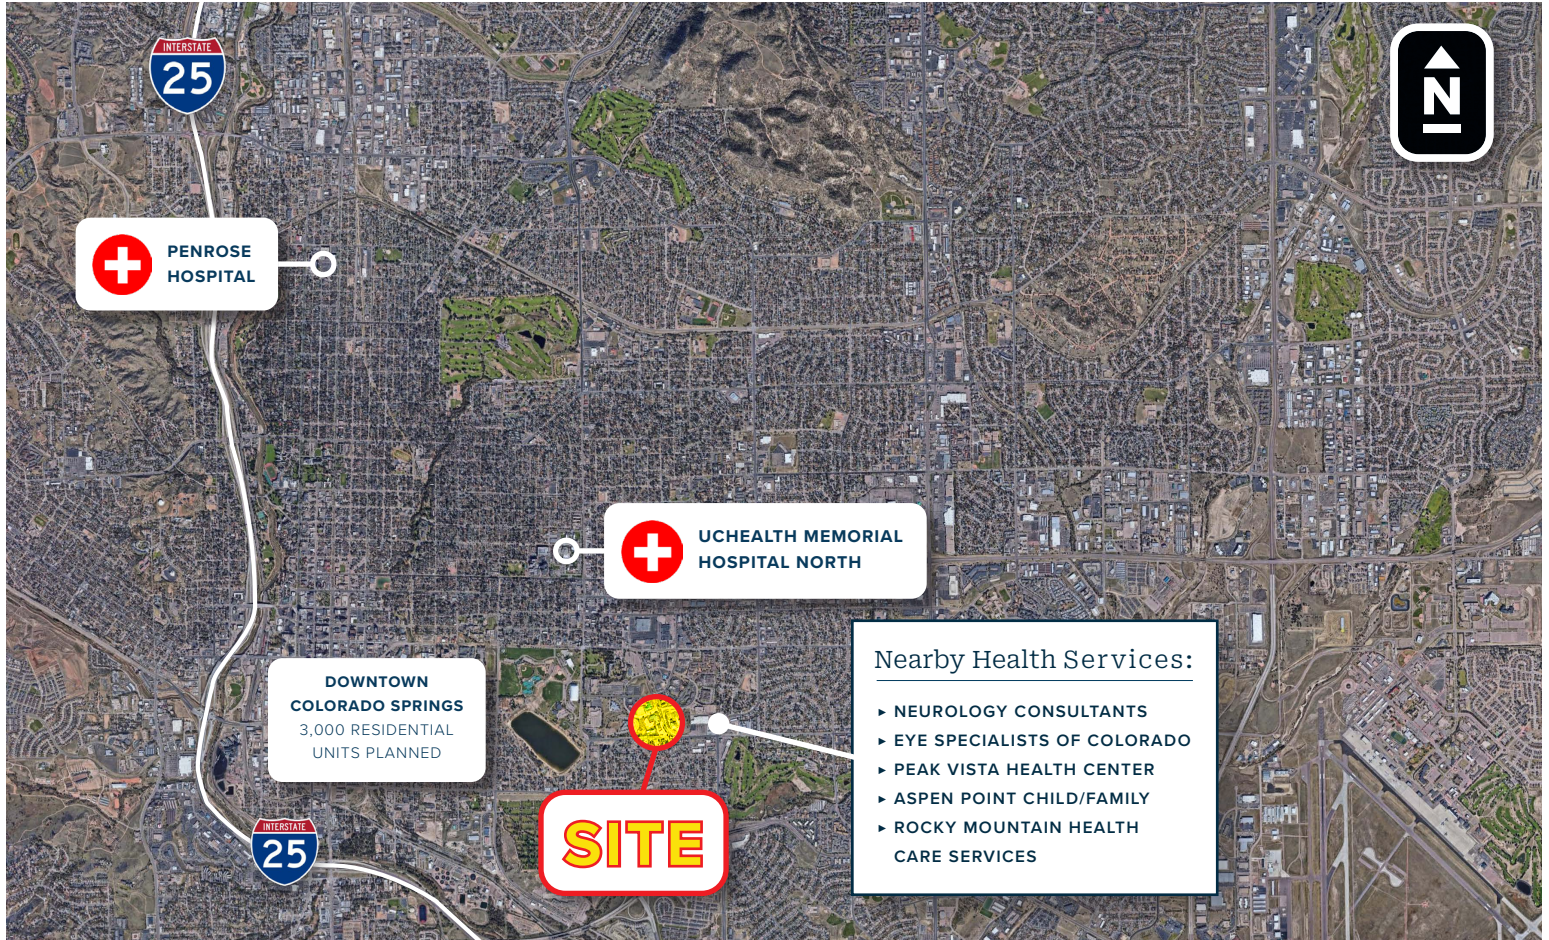 INTERSTATE
25
N
PENROSE
HOSPITAL
UCHEALTH MEMORIAL
HOSPITAL NORTH
DOWNTOWN
COLORADO SPRINGS
3,000 RESIDENTIAL
UNITS PLANNED
Nearby Health Services:
▸ NEUROLOGY CONSULTANTS
▸ EYE SPECIALISTS OF COLORADO
▸ PEAK VISTA HEALTH CENTER
▸ ASPEN POINT CHILD/FAMILY
▸ ROCKY MOUNTAIN HEALTH
CARE SERVICES
SITE
INTERSTATE
25